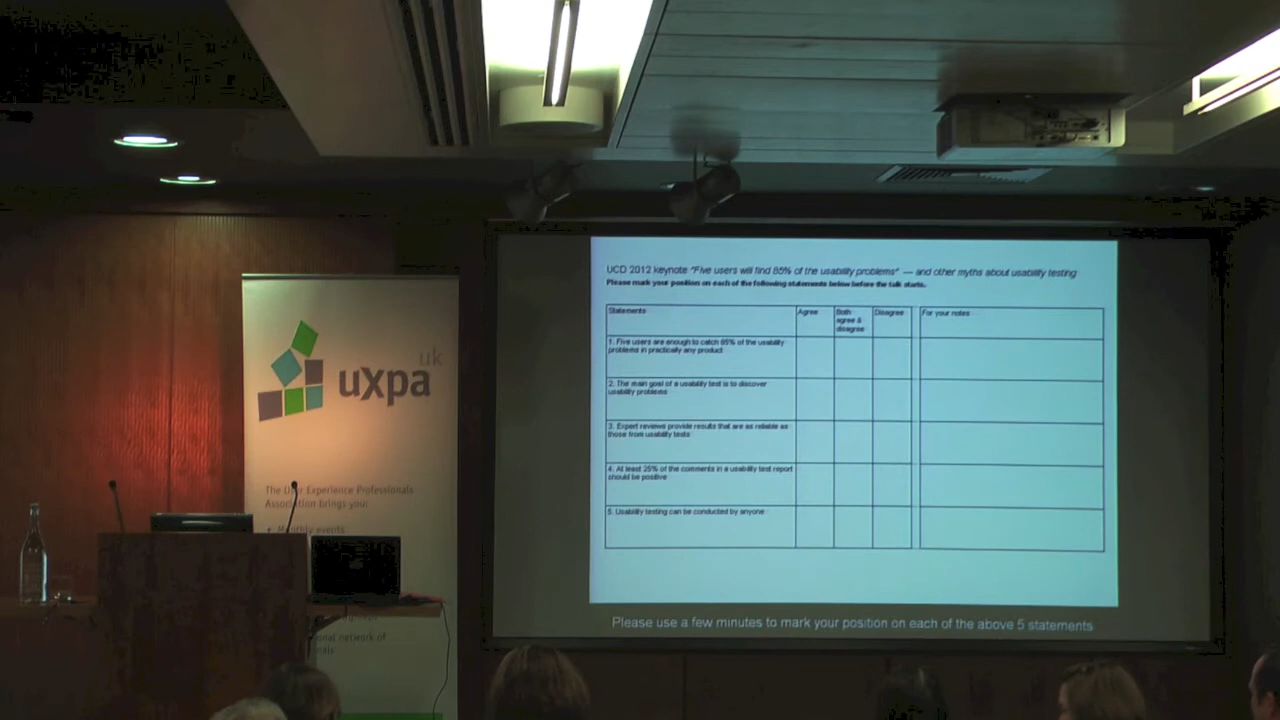 UCD 2012 keynote "Five users will find 85% of the usability problems" — and other myths about usability testing
Please mark your position on each of the following statements below before the talk starts.
Statements
Agree
Both
agree &
disagree
Disagree
For your notes
1. Five users are enough to catch 85% of the usability
problems in practically any product
2. The main goal of a usability test is to discover
usability problems
3. Expert reviews provide results that are as reliable as
those from usability tests
4. At least 25% of the comments in a usability test report
should be positive
5. Usability testing can be conducted by anyone
Please use a few minutes to mark your position on each of the above 5 statements
uk
uxpa
The User Experience Professionals
Association brings you:
• Monthly events
network of